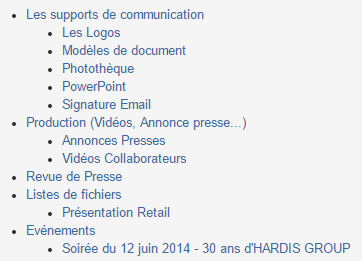 Les supports de communication
Les Logos
Modèles de document
Photothèque
PowerPoint
Signature Email
Production (Vidéos, Annonce presse...)
Annonces Presses
Vidéos Collaborateurs
Revue de Presse
Listes de fichiers
Présentation Retail
Evénements
Soirée du 12 juin 2014 - 30 ans d'HARDIS GROUP